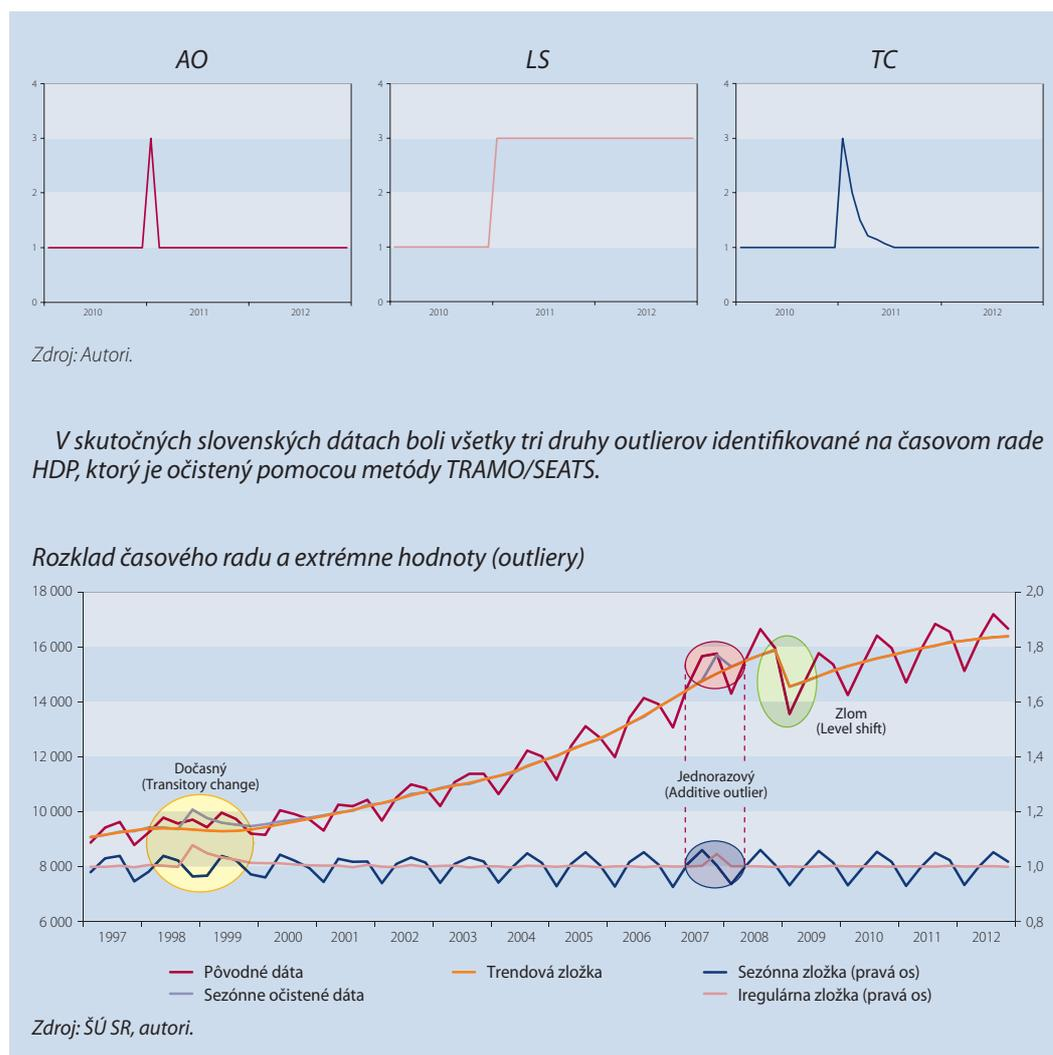 AO
LS
TC
4
3
2
1
0
2010
2011
2012
4
3
2
1
0
2010
2011
2012
4
3
2
1
0
2010
2011
2012
Zdroj: Autori.
V skutočných slovenských dátach boli všetky tri druhy outlierov identifikované na časovom rade
HDP, ktorý je očistený pomocou metódy TRAMO/SEATS.
Rozklad časového radu a extrémne hodnoty (outliery)
18 000
16 000
14 000
12 000
10 000
8 000
6 000
2,0
1,8
1,6
1,4
1,2
1,0
0,8
Dočasný
(Transitory change)
Jednorazový
(Additive outlier)
Zlom
(Level shift)
1997
1998
1999
2000
2001
2002
2003
2004
2005
2006
2007
2008
2009
2010
2011
2012
Pôvodné dáta
Trendová zložka
Sezónna zložka (pravá os)
Sezónne očistené dáta
Iregulárna zložka (pravá os)
Zdroj: ŠÚ SR, autori.